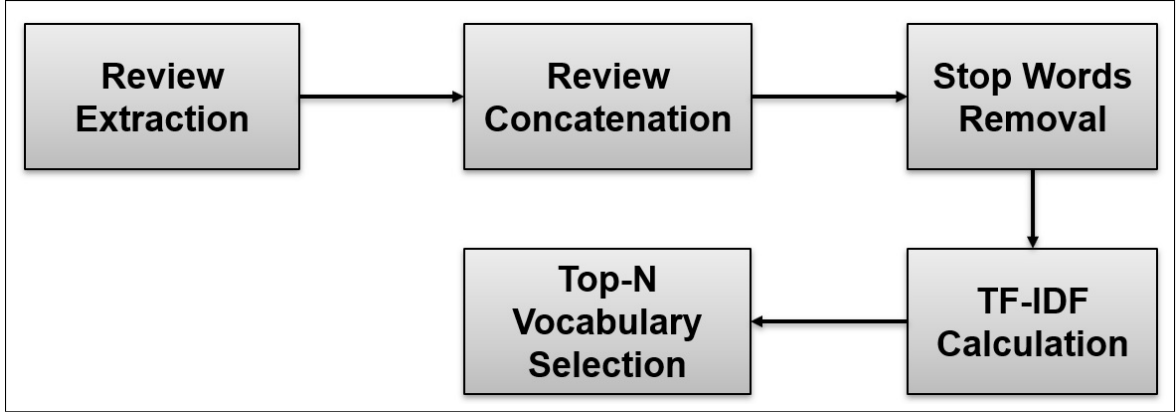 Review
Extraction
Review
Concatenation
Stop Words
Removal
TF-IDF
Calculation
Top-N
Vocabulary
Selection